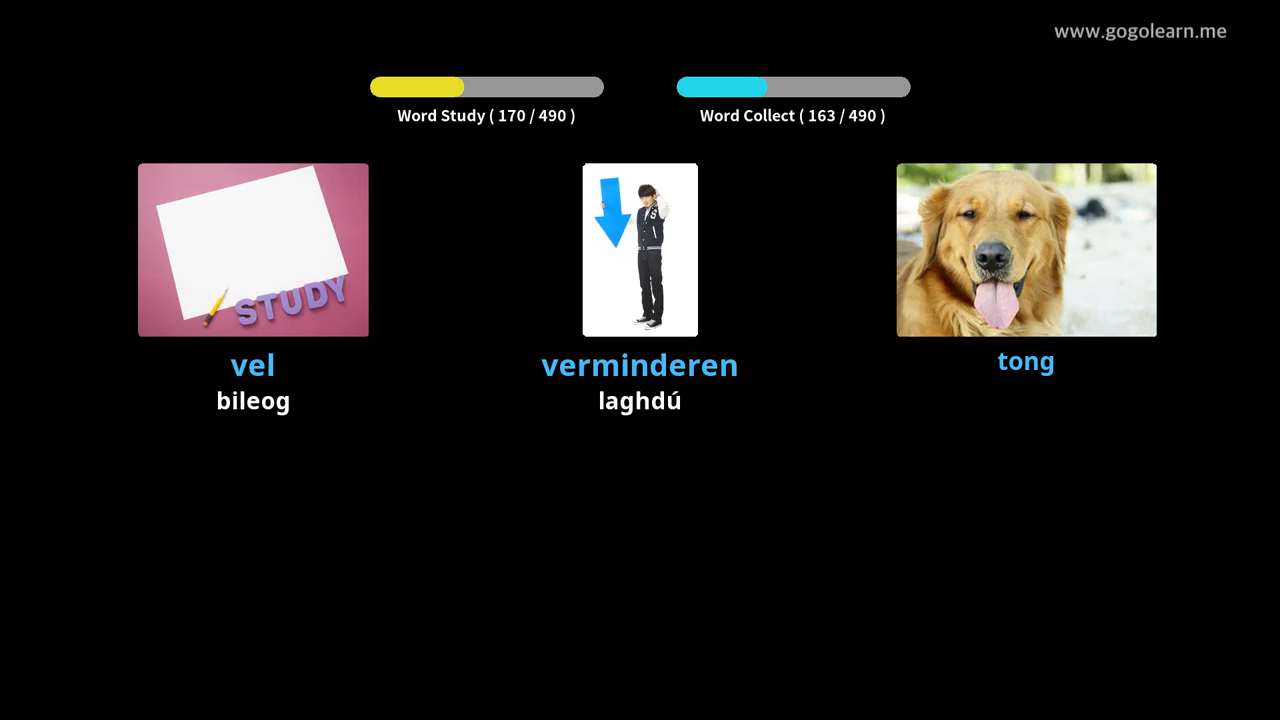 www.gogolearn.me
Word Study ( 170 / 490 )
Word Collect ( 163 / 490 )
STUDY
S
vel
verminderen
tong
bileog
laghdú